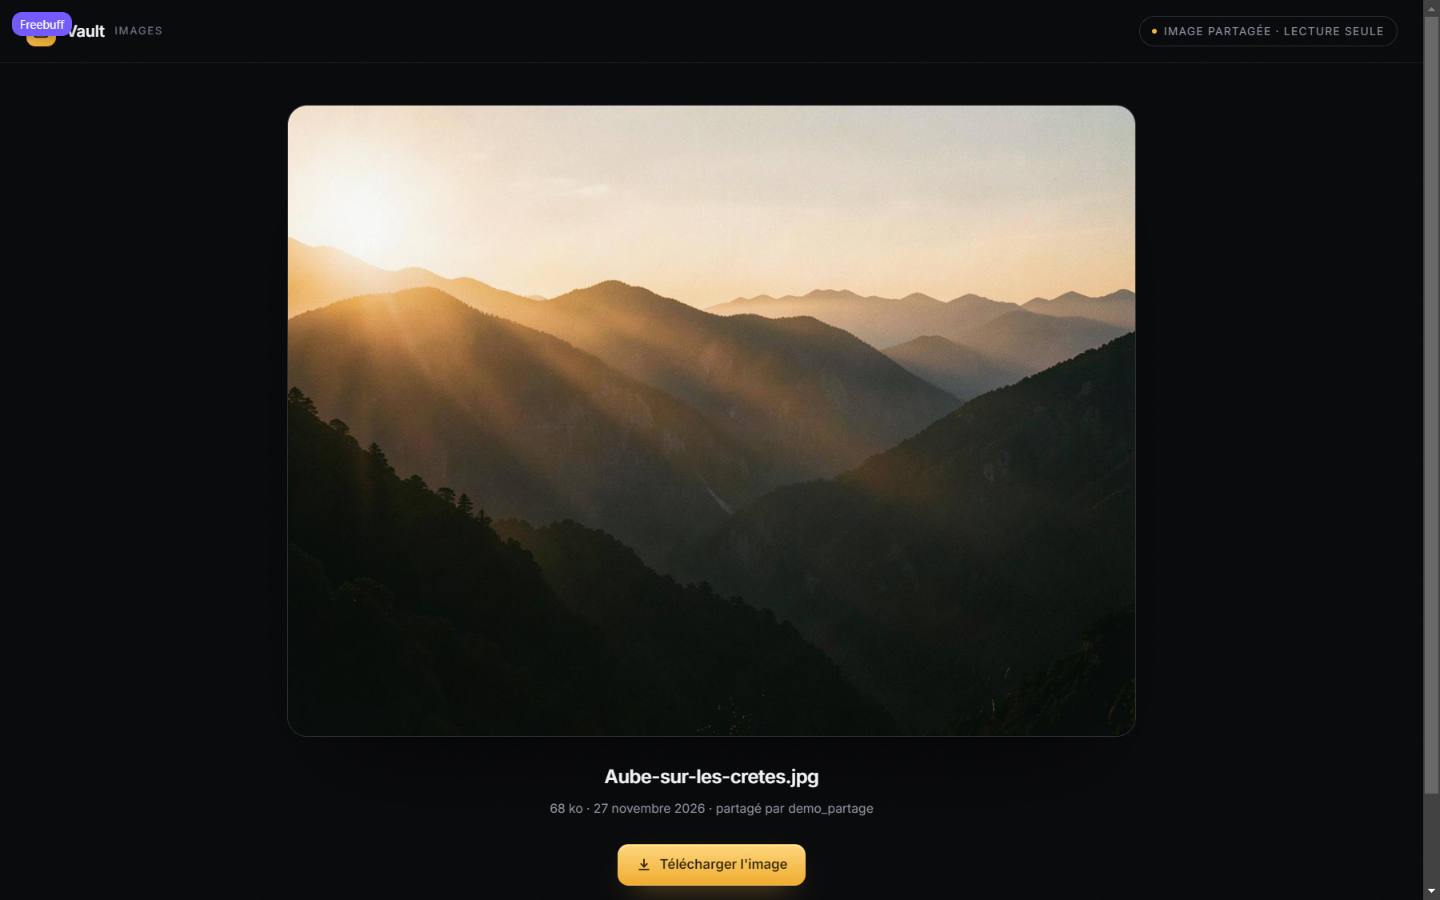 Freebuff
Vault IMAGES
IMAGE PARTAGÉE · LECTURE SEULE
Aube-sur-les-cretes.jpg
68 ko · 27 novembre 2026 · partagé par demo_partage
Télécharger l'image